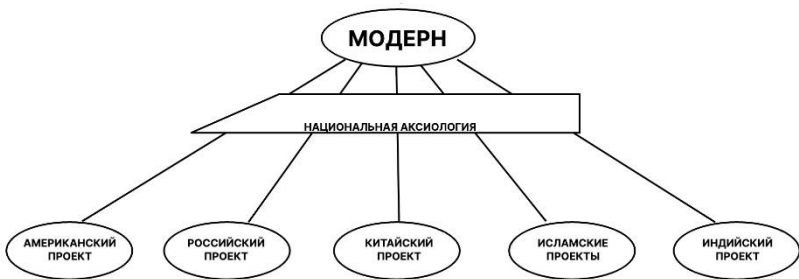 МОДЕРН
НАЦИОНАЛЬНАЯ АКСИОЛОГИЯ
АМЕРИКАНСКИЙ
ПРОЕКТ
РОССИЙСКИЙ
ПРОЕКТ
КИТАЙСКИЙ
ПРОЕКТ
ИСЛАМСКИЕ
ПРОЕКТЫ
ИНДИЙСКИЙ
ПРОЕКТ